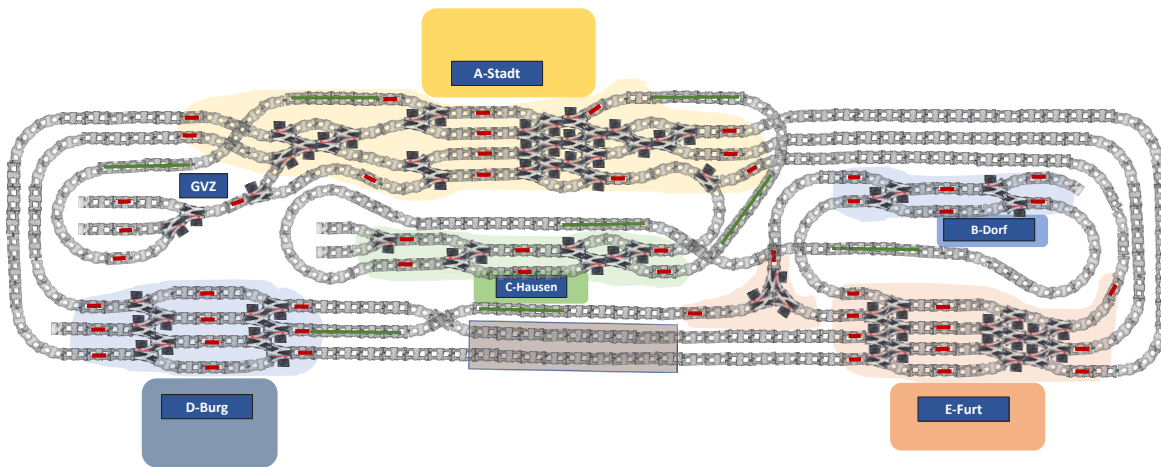 A-Stadt
GVZ
B-Dorf
C-Hausen
D-Burg
E-Furt